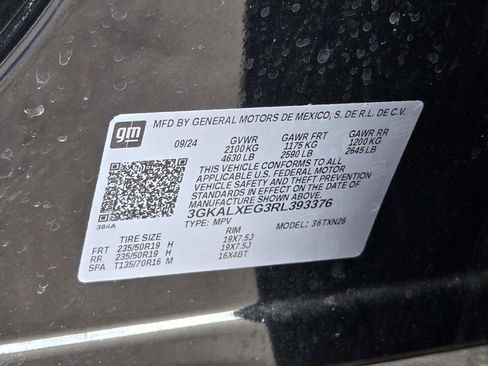 gm
MFD BY GENERAL MOTORS DE MEXICO, S. DE R.L. DE C.V.
09/24 GVWR GAWR FRT GAWR RR
2100 KG 1175 KG 1200 KG
4630 LB 2590 LB 2645 LB
THIS VEHICLE CONFORMS TO ALL
APPLICABLE U.S. FEDERAL MOTOR
VEHICLE SAFETY AND THEFT PREVENTION
STANDARDS IN EFFECT ON THE DATE OF
MANUFACTURE SHOWN ABOVE.
3GKALXEG3RL393376
384A
TYPE: MPV MODEL: 36TXN26
TIRE SIZE RIM
FRT 235/50R19 H 19X7.5J
RR 235/50R19 H 19X7.5J
SFA T135/70R16 M 16X4BT